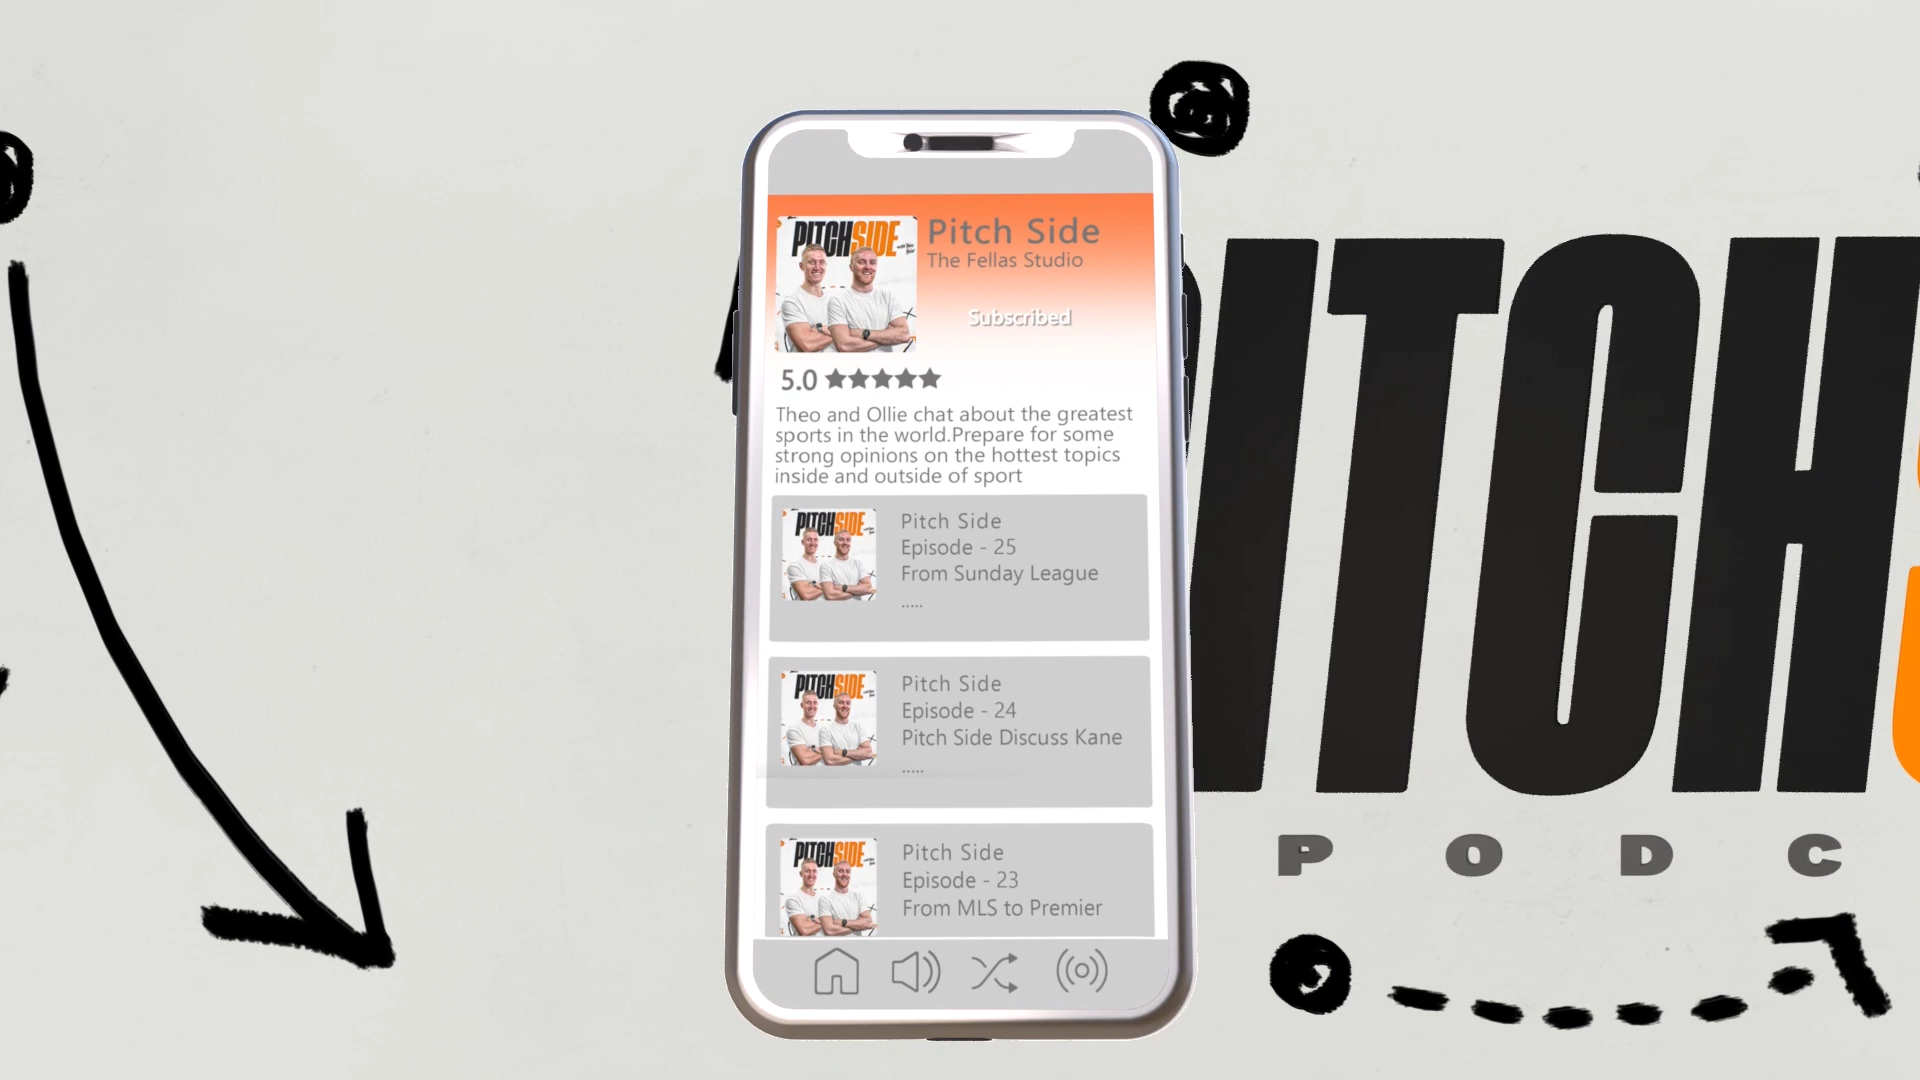 PITCHSIDE
Pitch Side
The Fellas Studio
Subscribed
5.0
Theo and Ollie chat about the greatest
sports in the world.Prepare for some
strong opinions on the hottest topics
inside and outside of sport
PITCHSIDE
Pitch Side
Episode - 25
From Sunday League
.....
PITCHSIDE
Pitch Side
Episode - 24
Pitch Side Discuss Kane
.....
PITCHSIDE
Pitch Side
Episode - 23
From MLS to Premier
PITCH
PODC